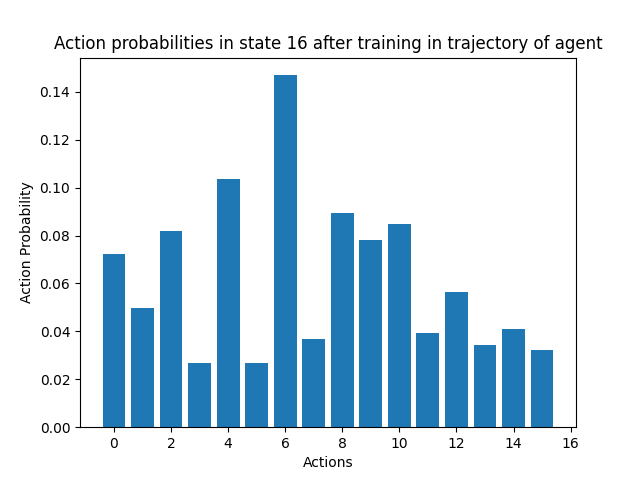 Action probabilities in state 16 after training in trajectory of agent
0.14
0.12
0.10
0.08
0.06
0.04
0.02
0.00
Action Probability
0 2 4 6 8 10 12 14 16
Actions